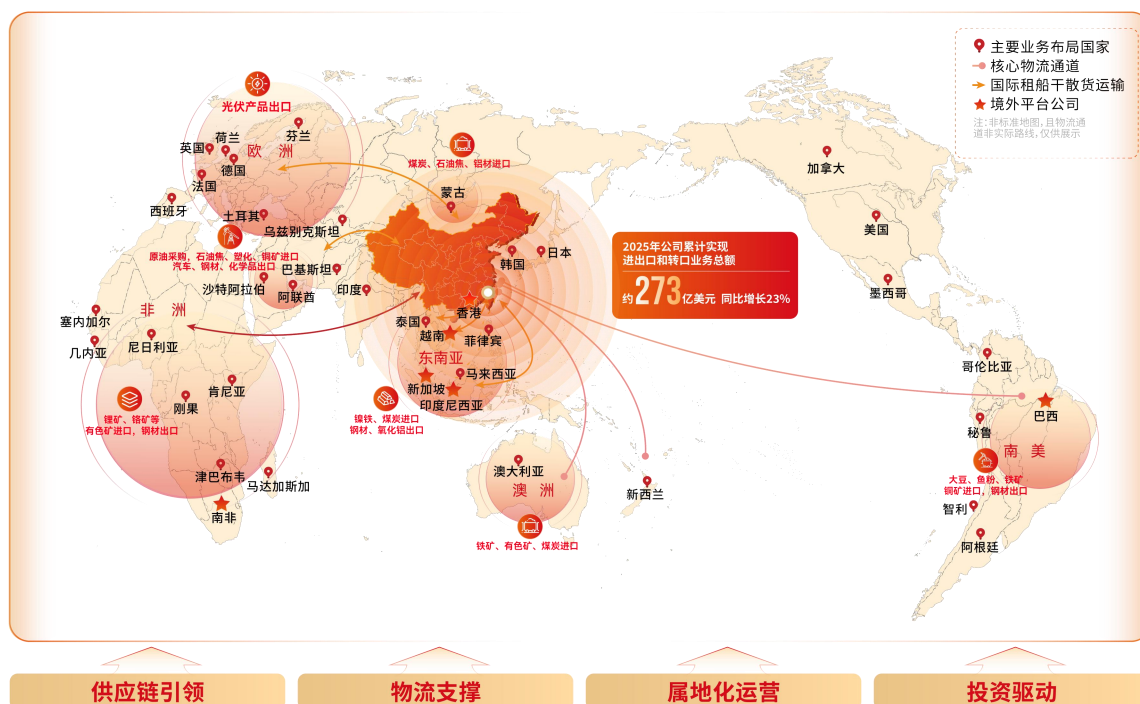 主要业务布局国家
核心物流通道
国际租船干散货运输
境外平台公司
注：非标准地图，且物流通
道非实际路线，仅供展示
光伏产品出口
芬兰
荷兰
英国
欧 洲
德国
法国
西班牙
土耳其
乌兹别克斯坦
煤炭、石油焦、铝材进口
蒙古
加拿大
美国
墨西哥
原油采购，石油焦、塑化、铜矿进口
汽车、钢材、化学品出口
巴基斯坦
沙特阿拉伯
阿联酋
印度
韩国
日本
2025年公司累计实现
进出口和转口业务总额
约273亿美元 同比增长23%
香港
泰国
越南
菲律宾
东南亚
马来西亚
新加坡
印度尼西亚
镍铁、煤炭进口
钢材、氧化铝出口
非 洲
塞内加尔
几内亚
尼日利亚
肯尼亚
刚果
锂矿、铬矿等
有色矿进口，钢材出口
津巴布韦
马达加斯加
南非
澳大利亚
澳 洲
铁矿、有色矿、煤炭进口
新西兰
哥伦比亚
巴西
秘鲁
南 美
大豆、鱼粉、铁矿
铜矿进口，钢材出口
智利
阿根廷
供应链引领
物流支撑
属地化运营
投资驱动